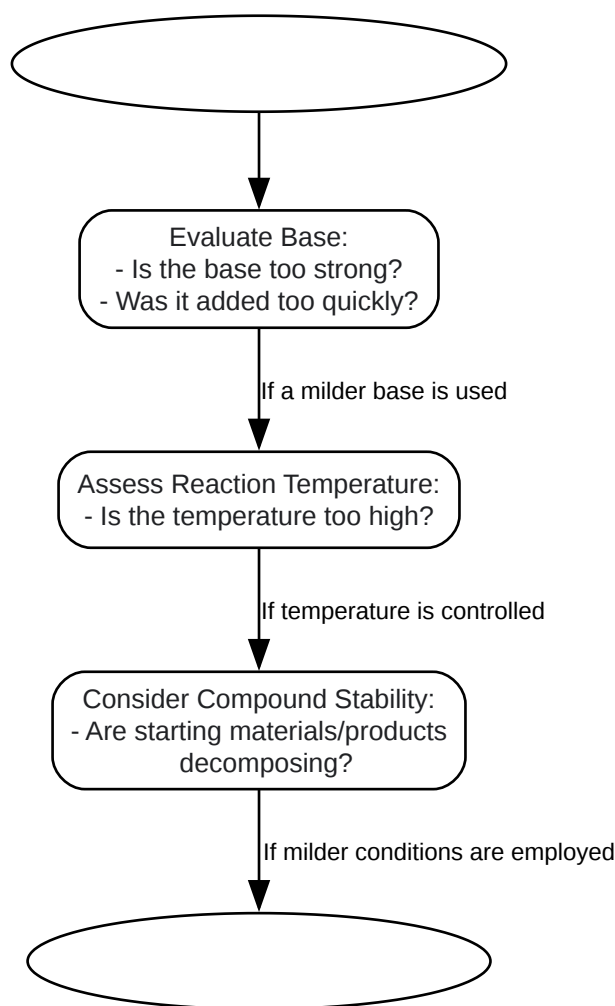 Evaluate Base:
- Is the base too strong?
- Was it added too quickly?
If a milder base is used
Assess Reaction Temperature:
- Is the temperature too high?
If temperature is controlled
Consider Compound Stability:
- Are starting materials/products
decomposing?
If milder conditions are employed